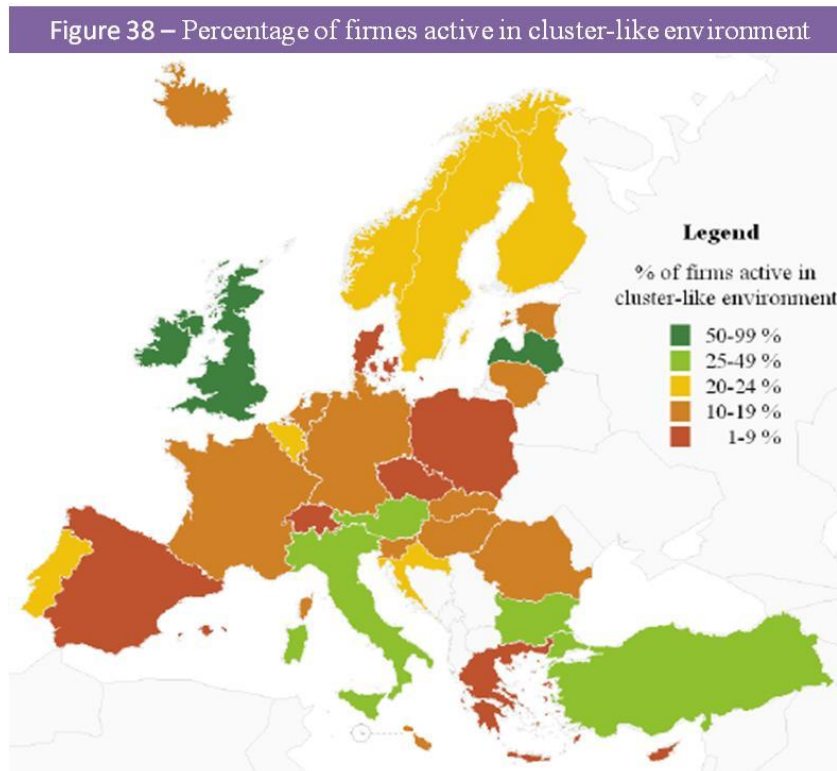 Figure 38 – Percentage of firmes active in cluster-like environment
Legend
% of firms active in
cluster-like environment
50-99 %
25-49 %
20-24 %
10-19 %
1-9 %